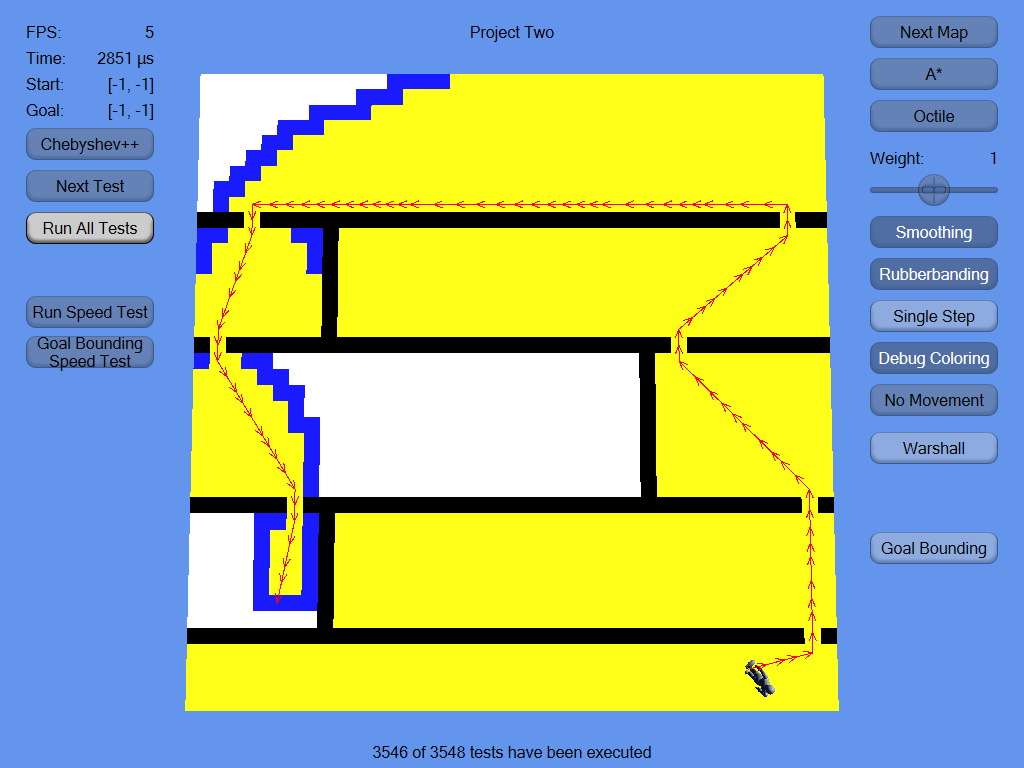 FPS: 5
Time: 2851 µs
Start: [-1, -1]
Goal: [-1, -1]
Chebyshev++
Next Test
Run All Tests
Run Speed Test
Goal Bounding
Speed Test
Project Two
Next Map
A*
Octile
Weight: 1
Smoothing
Rubberbanding
Single Step
Debug Coloring
No Movement
Warshall
Goal Bounding
3546 of 3548 tests have been executed